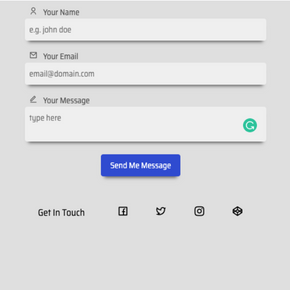 Your Name
e.g. john doe
Your Email
email@domain.com
Your Message
type here
Send Me Message
Get In Touch